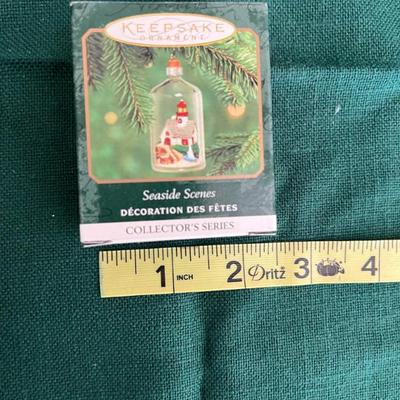 KEEPSAKE
ORNAMENT
Seaside Scenes
DÉCORATION DES FÊTES
COLLECTOR'S SERIES
1 INCH 2 Dritz 3 4